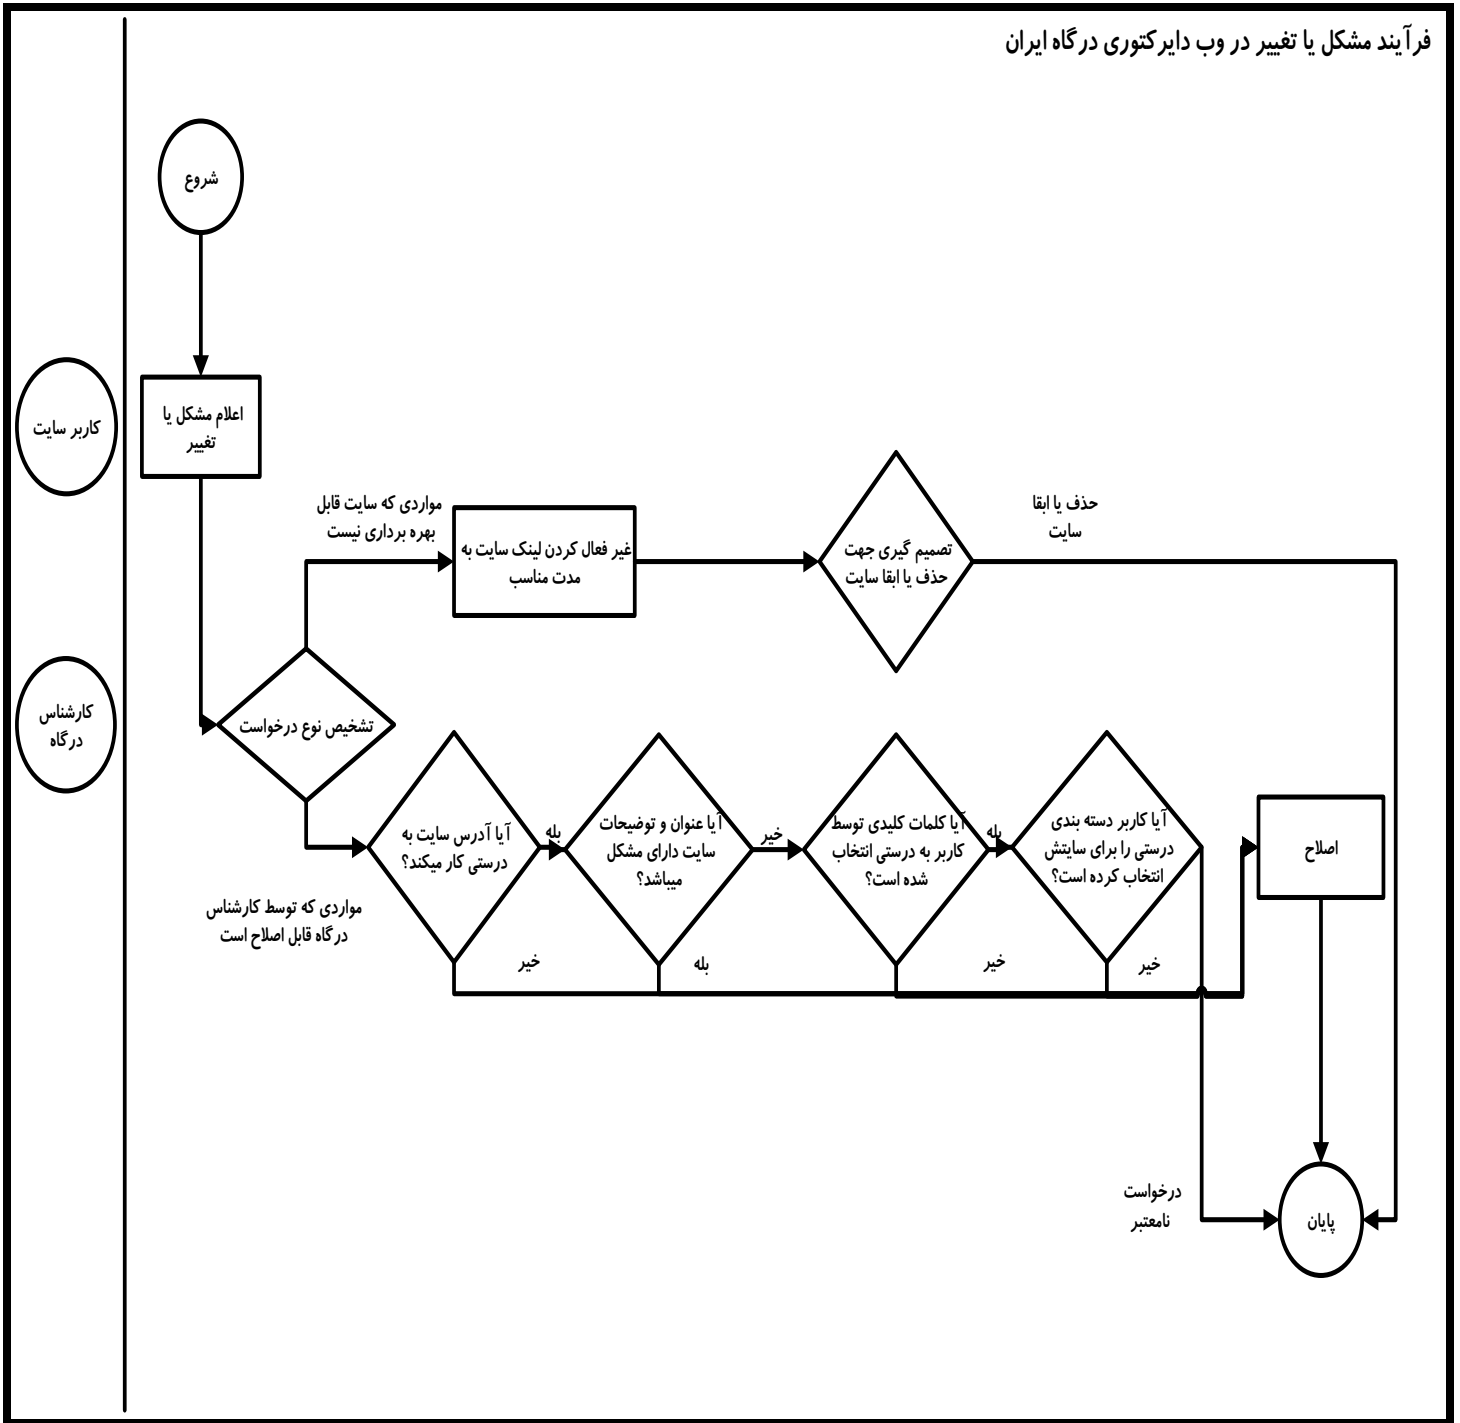 فرآیند مشکل یا تغییر در وب دایرکتوری درگاه ایران
شروع
کاربر سایت
اعلام مشکل یا
تغییر
مواردی که سایت قابل
بهره برداری نیست
غیر فعال کردن لینک سایت به
مدت مناسب
تصمیم گیری جهت
حذف یا ابقا سایت
حذف یا ابقا
سایت
کارشناس
درگاه
تشخیص نوع درخواست
مواردی که توسط کارشناس
درگاه قابل اصلاح است
آیا آدرس سایت به
درستی کار میکند؟
بله
خیر
آیا عنوان و توضیحات
سایت دارای مشکل
میباشد؟
خیر
بله
آیا کلمات کلیدی توسط
کاربر به درستی انتخاب
شده است؟
بله
خیر
آیا کاربر دسته بندی
درستی را برای سایتش
انتخاب کرده است؟
خیر
اصلاح
درخواست
نامعتبر
پایان